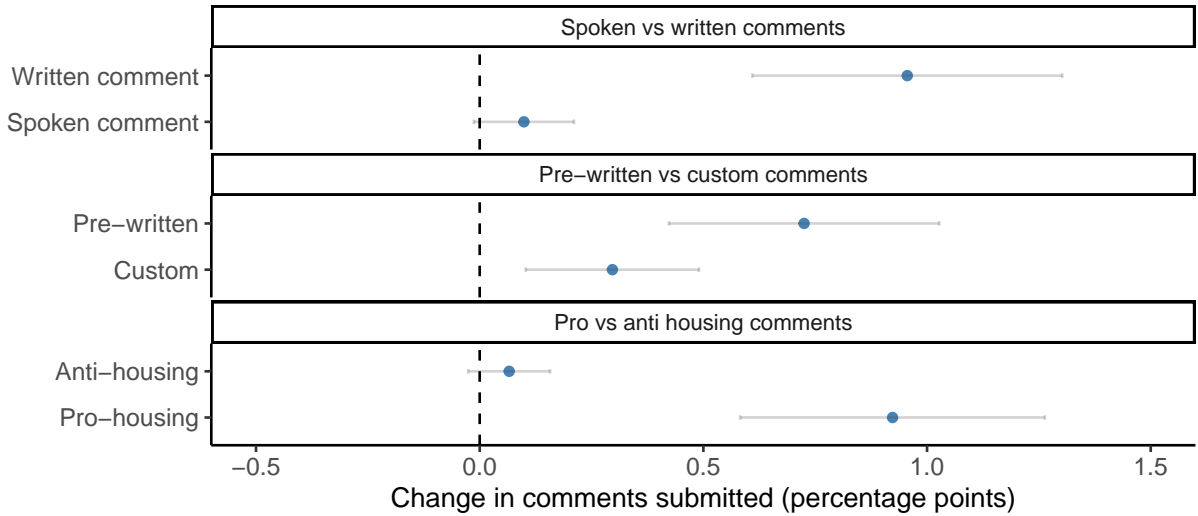 Spoken vs written comments
Written comment
Spoken comment
Pre−written vs custom comments
Pre−written
Custom
Pro vs anti housing comments
Anti−housing
Pro−housing
−0.5 0.0 0.5 1.0 1.5
Change in comments submitted (percentage points)